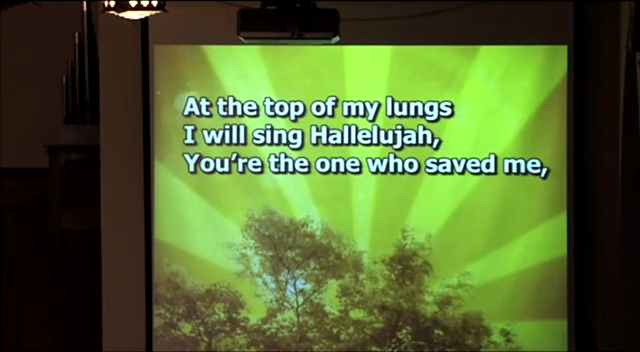 At the top of my lungs
I will sing Hallelujah,
You're the one who saved me,